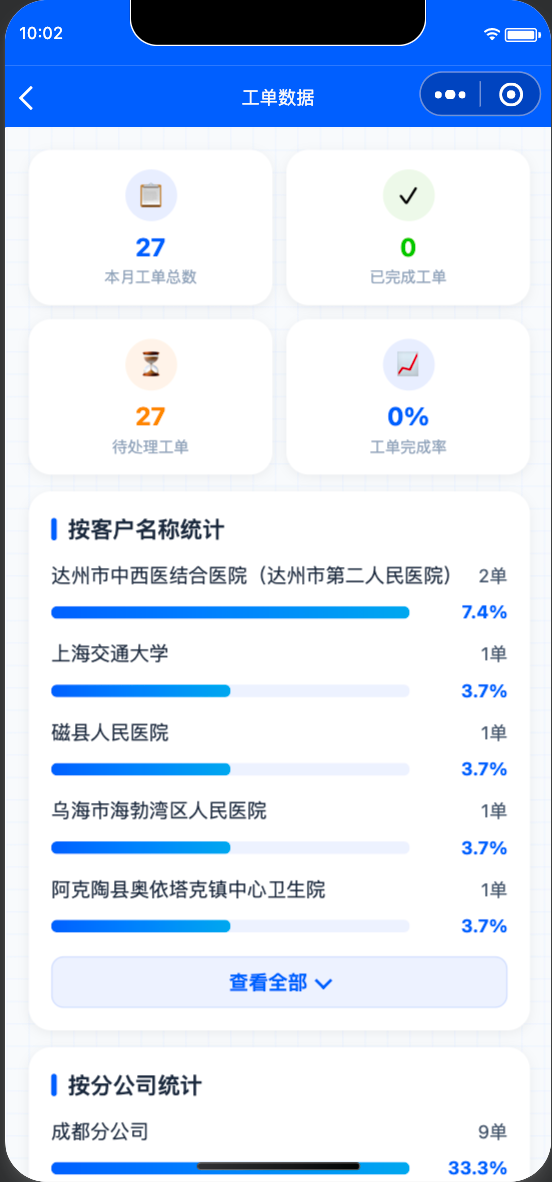 10:02
工单数据
27
本月工单总数
0
已完成工单
27
待处理工单
0%
工单完成率
按客户名称统计
达州市中西医结合医院（达州市第二人民医院） 2单
7.4%
上海交通大学 1单
3.7%
磁县人民医院 1单
3.7%
乌海市海勃湾区人民医院 1单
3.7%
阿克陶县奥依塔克镇中心卫生院 1单
3.7%
查看全部
按分公司统计
成都分公司 9单
33.3%